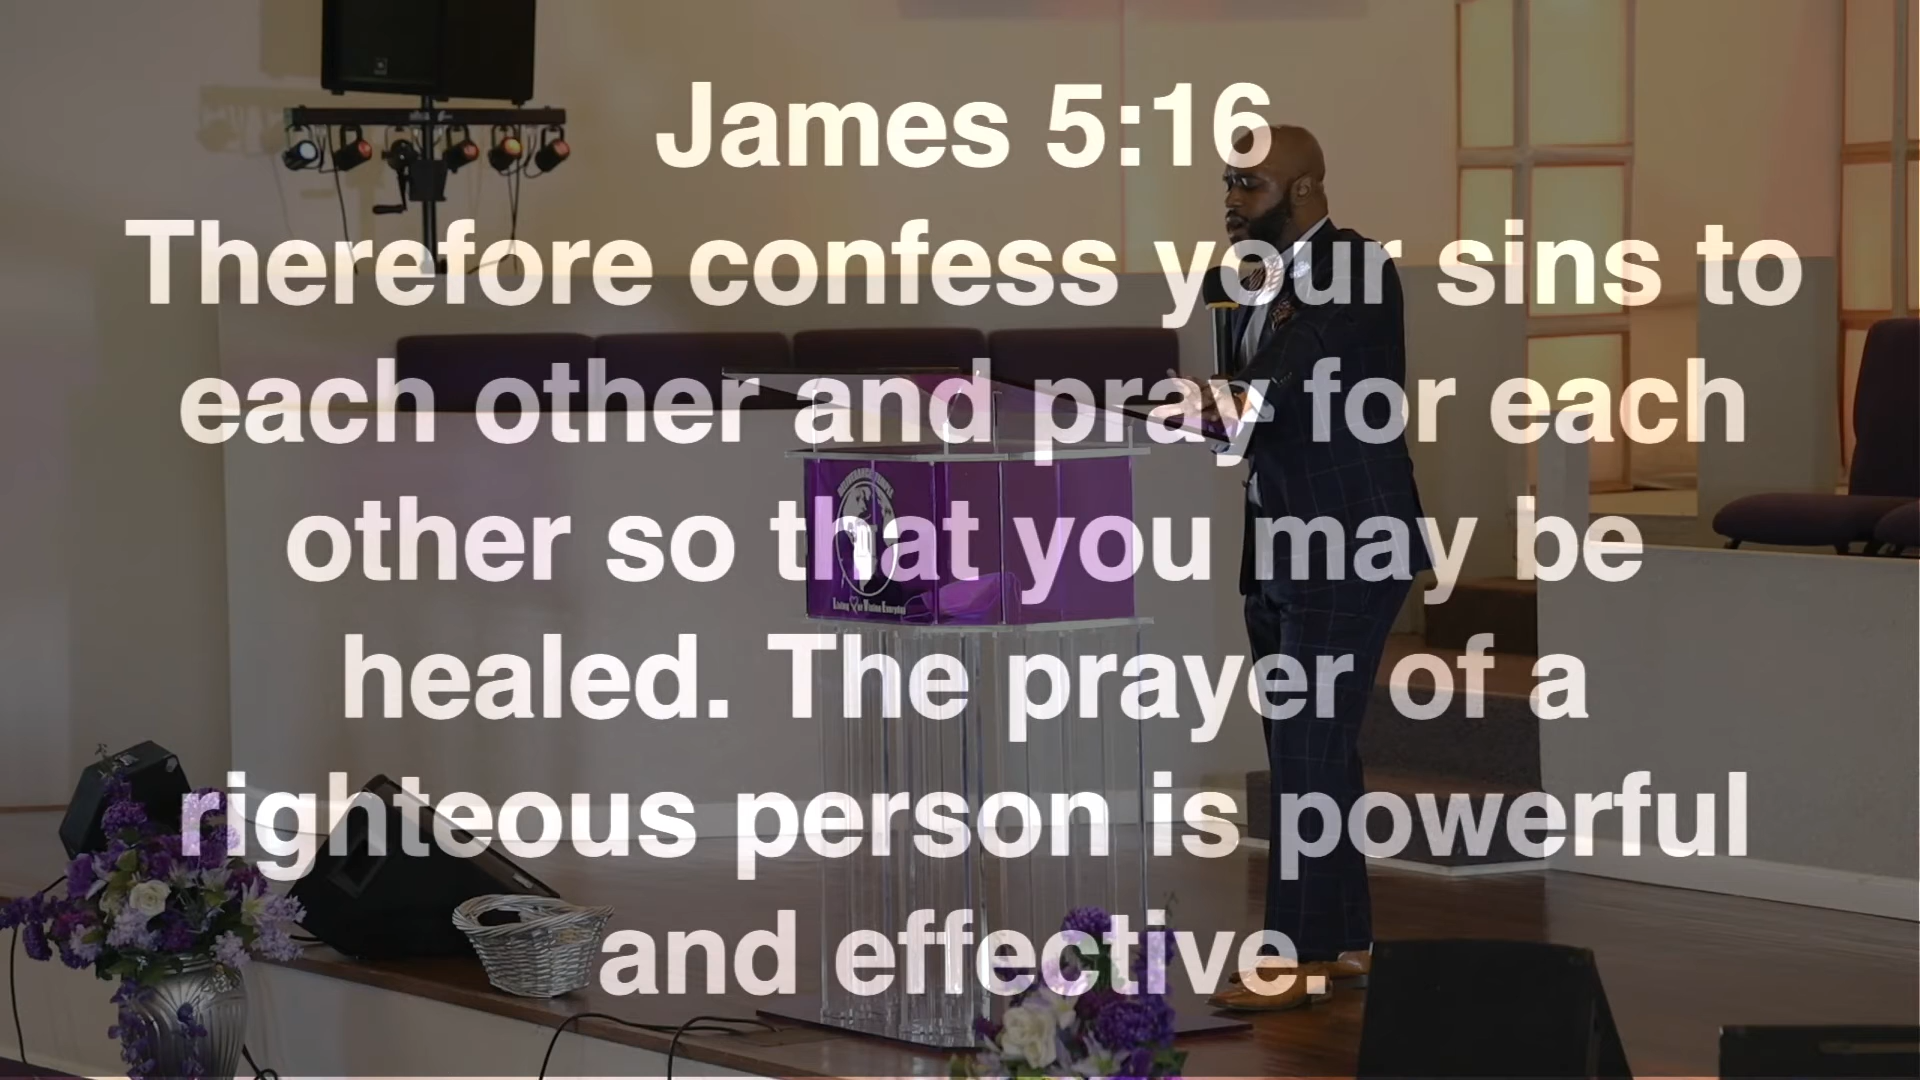 James 5:16
Therefore confess your sins to
each other and pray for each
other so that you may be
healed. The prayer of a
righteous person is powerful
and effective.